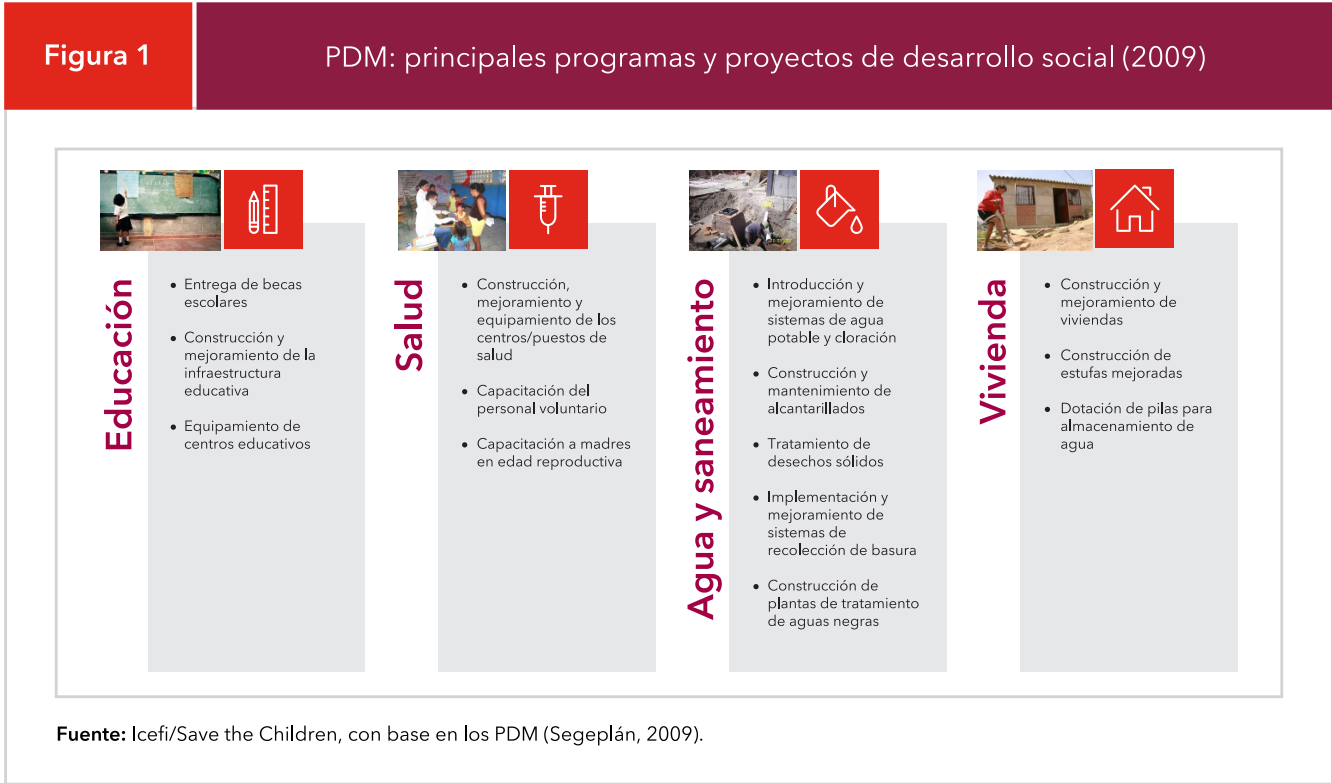 Figura 1
PDM: principales programas y proyectos de desarrollo social (2009)
Educación
• Entrega de becas
escolares
• Construcción y
mejoramiento de la
infraestructura
educativa
• Equipamiento de
centros educativos
Salud
• Construcción,
mejoramiento y
equipamiento de los
centros/puestos de
salud
• Capacitación del
personal voluntario
• Capacitación a madres
en edad reproductiva
Agua y saneamiento
• Introducción y
mejoramiento de
sistemas de agua
potable y cloración
• Construcción y
mantenimiento de
alcantarillados
• Tratamiento de
desechos sólidos
• Implementación y
mejoramiento de
sistemas de
recolección de basura
• Construcción de
plantas de tratamiento
de aguas negras
Vivienda
• Construcción y
mejoramiento de
viviendas
• Construcción de
estufas mejoradas
• Dotación de pilas para
almacenamiento de
agua
Fuente: Icefi/Save the Children, con base en los PDM (Segeplán, 2009).